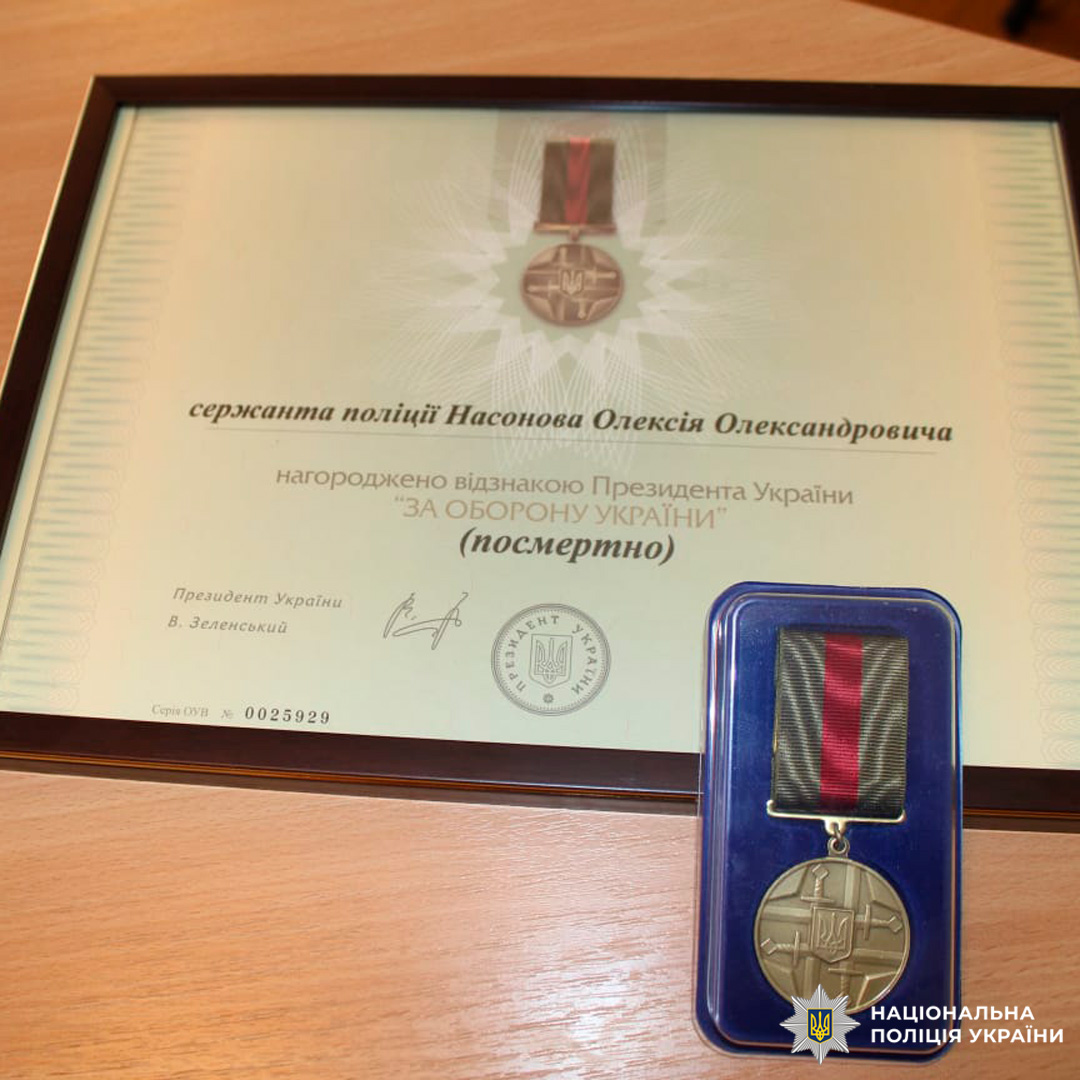 сержанта поліції Насонова Олексія Олександровича
нагороджено відзнакою Президента України
“ЗА ОБОРОНУ УКРАЇНИ”
(посмертно)
Президент України
В. Зеленський
ПРЕЗИДЕНТ УКРАЇНИ
Серія ОУВ № 0025929
НАЦІОНАЛЬНА
ПОЛІЦІЯ УКРАЇНИ